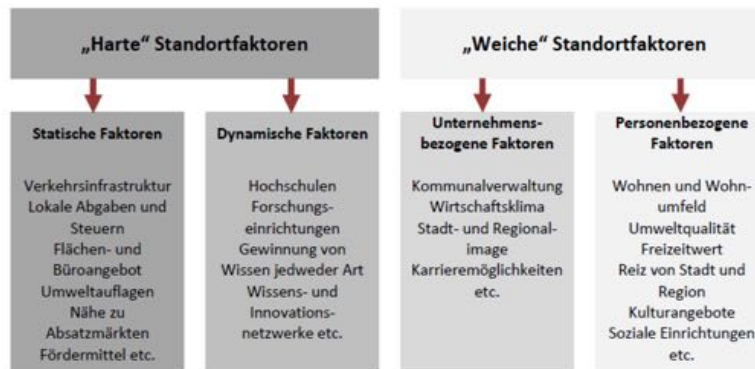 „Harte“ Standortfaktoren
„Weiche“ Standortfaktoren
Statische Faktoren
Verkehrsinfrastruktur
Lokale Abgaben und
Steuern
Flächen- und
Büroangebot
Umweltauflagen
Nähe zu
Absatzmärkten
Fördermittel etc.
Dynamische Faktoren
Hochschulen
Forschungs-
einrichtungen
Gewinnung von
Wissen jedweder Art
Wissens- und
Innovations-
netzwerke etc.
Unternehmens-
bezogene Faktoren
Kommunalverwaltung
Wirtschaftsklima
Stadt- und Regional-
image
Karrieremöglichkeiten
etc.
Personenbezogene
Faktoren
Wohnen und Wohn-
umfeld
Umweltqualität
Freizeitwert
Reiz von Stadt und
Region
Kulturangebote
Soziale Einrichtungen
etc.